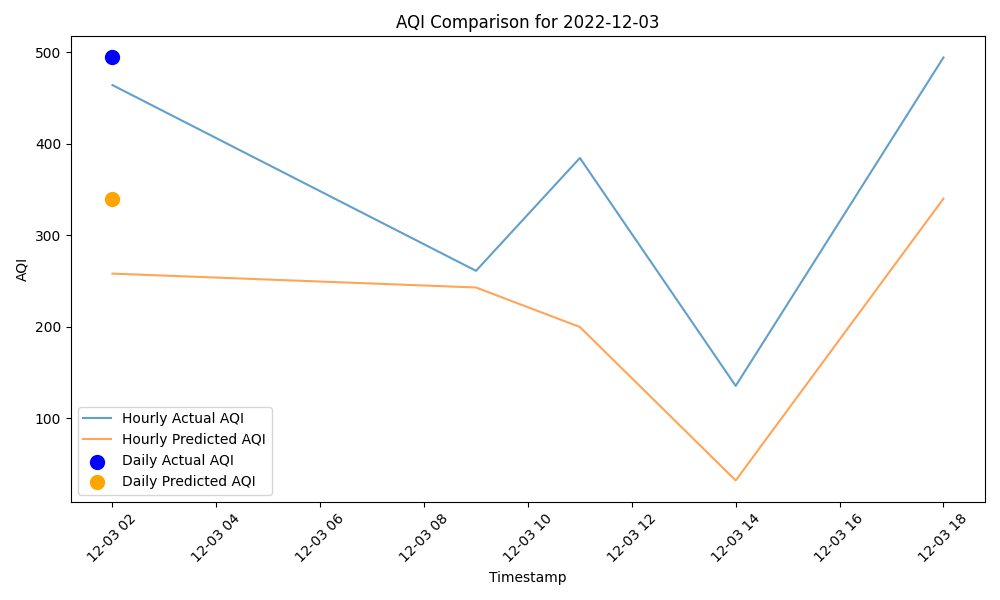 AQI Comparison for 2022-12-03
500
400
300
200
100
AQI
Hourly Actual AQI
Hourly Predicted AQI
Daily Actual AQI
Daily Predicted AQI
12-03 02
12-03 04
12-03 06
12-03 08
12-03 10
12-03 12
12-03 14
12-03 16
12-03 18
Timestamp